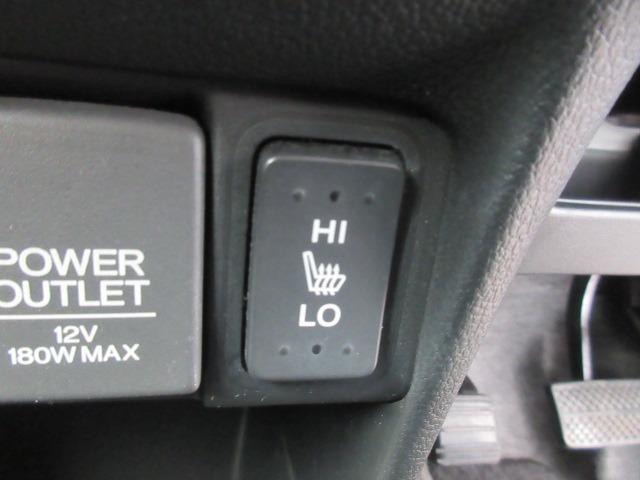 POWER
OUTLET
12V
180W MAX
HI
LO